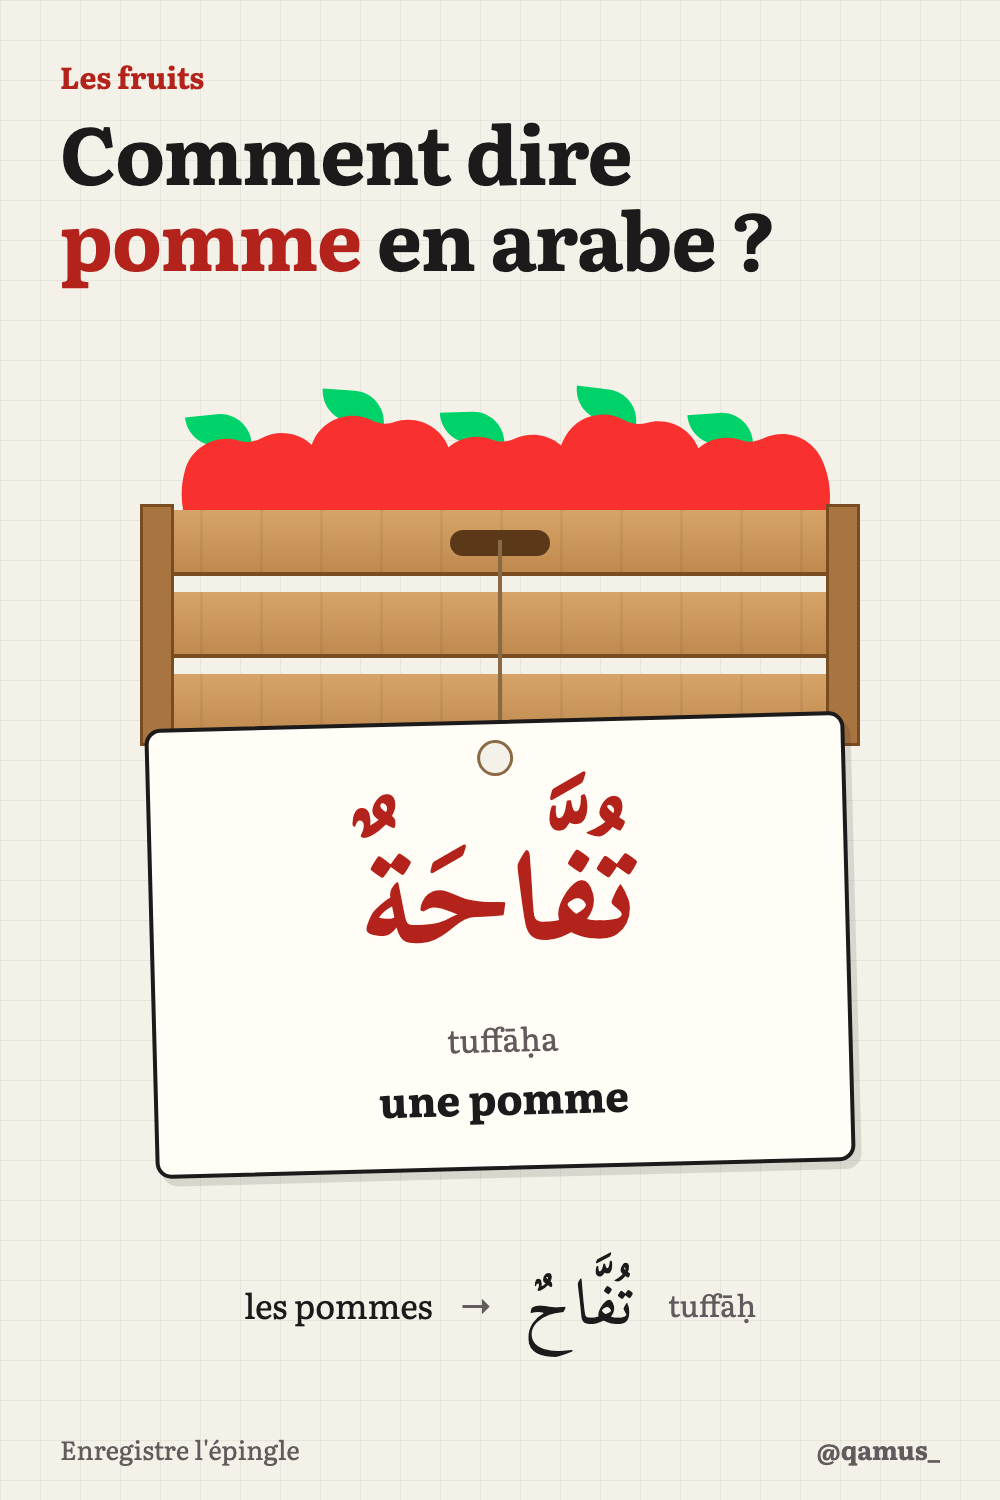 Les fruits
Comment dire
pomme en arabe ?
تُفَّاحَةٌ
tuffāḥa
une pomme
les pommes → تُفَّاحٌ tuffāḥ
Enregistre l'épingle
@qamus_